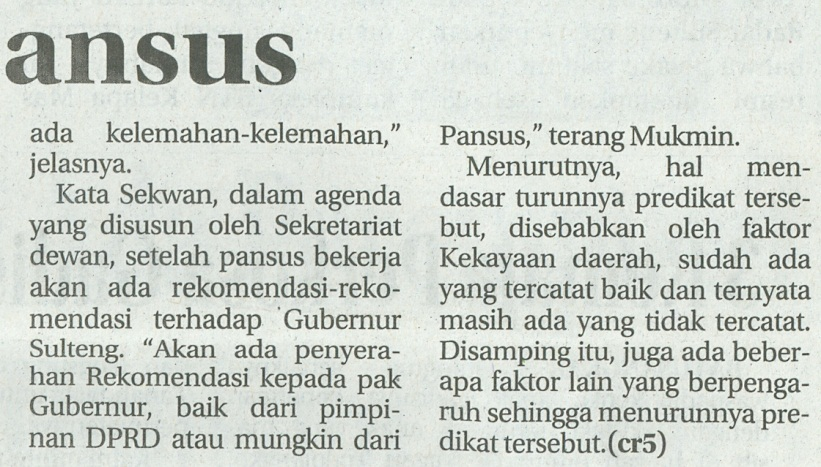 ansus
ada kelemahan-kelemahan,”
jelasnya.
Kata Sekwan, dalam agenda
yang disusun oleh Sekretariat
dewan, setelah pansus bekerja
akan ada rekomendasi-reko-
mendasi terhadap Gubernur
Sulteng. “Akan ada penyera-
han Rekomendasi kepada pak
Gubernur, baik dari pimpi-
nan DPRD atau mungkin dari
Pansus,” terang Mukmin.
Menurutnya, hal men-
dasar turunnya predikat terse-
but, disebabkan oleh faktor
Kekayaan daerah, sudah ada
yang tercatat baik dan ternyata
masih ada yang tidak tercatat.
Disamping itu, juga ada beber-
apa faktor lain yang berpenga-
ruh sehingga menurunnya pre-
dikat tersebut.(cr5)